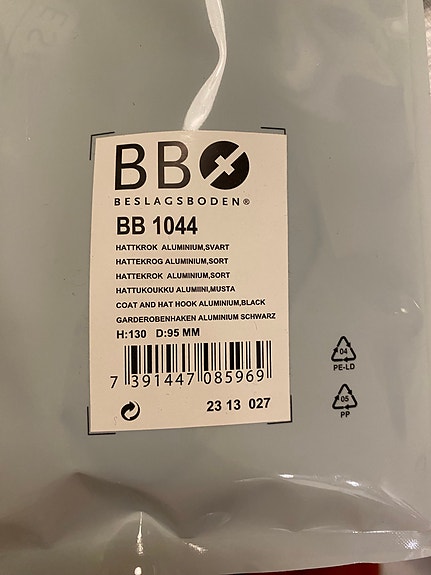 BB
BESLAGSBODEN®
BB 1044
HATTKROK ALUMINIUM,SVART
HATTEKROG ALUMINIUM,SORT
HATTEKROK ALUMINIUM,SORT
HATTUKOUKKU ALUMIINI,MUSTA
COAT AND HAT HOOK ALUMINIUM,BLACK
GARDEROBENHAKEN ALUMINIUM SCHWARZ
H:130 D:95 MM
7 391447 085969
23 13 027
04
PE-LD
05
PP